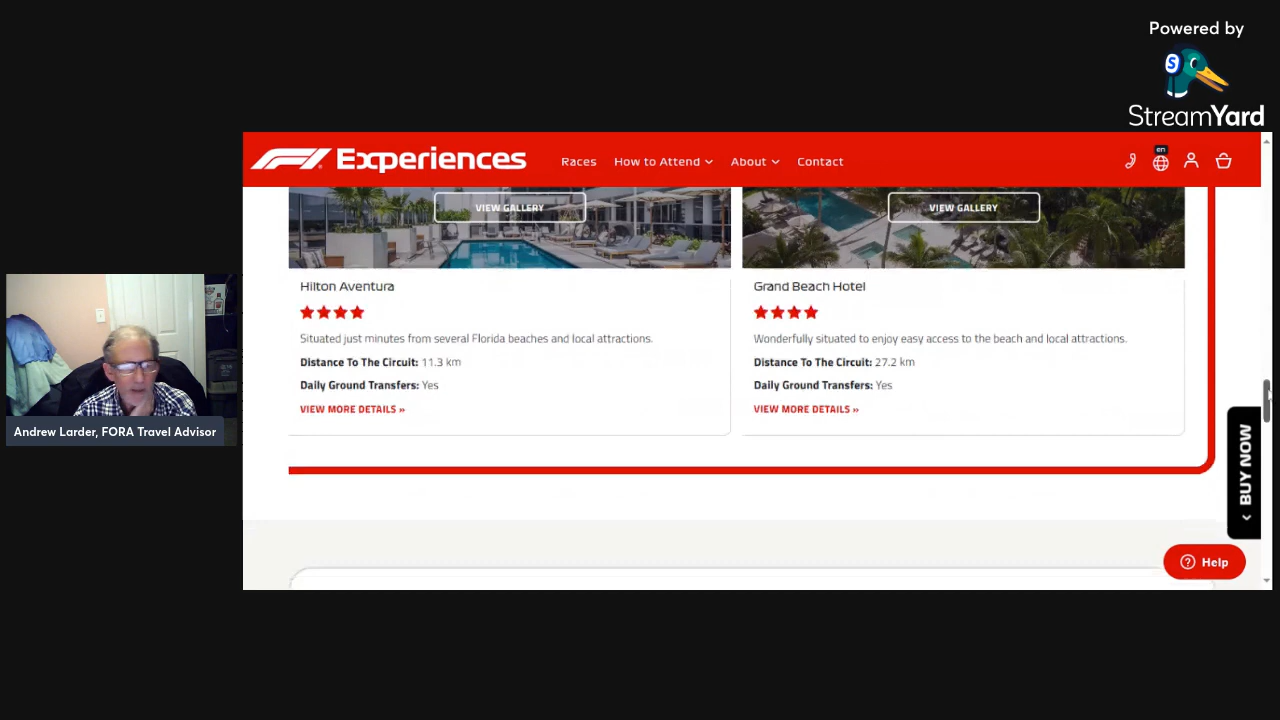 Powered by
S
StreamYard
Experiences
Races
How to Attend
About
Contact
en
VIEW GALLERY
VIEW GALLERY
Hilton Aventura
Situated just minutes from several Florida beaches and local attractions.
Distance To The Circuit: 11.3 km
Daily Ground Transfers: Yes
VIEW MORE DETAILS »
Grand Beach Hotel
Wonderfully situated to enjoy easy access to the beach and local attractions.
Distance To The Circuit: 27.2 km
Daily Ground Transfers: Yes
VIEW MORE DETAILS »
BUY NOW
Help
Andrew Larder, FORA Travel Advisor